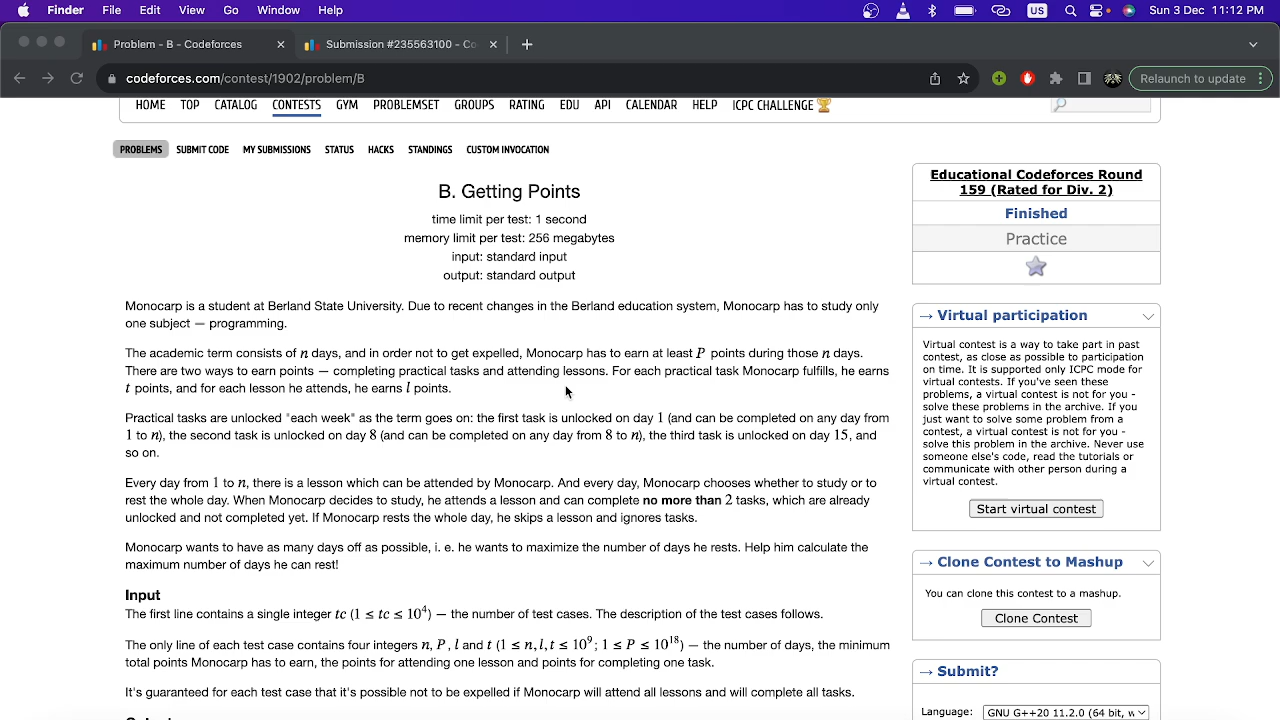 Finder File Edit View Go Window Help US Sun 3 Dec 11:12 PM
Problem - B - Codeforces × Submission #235563100 - Co × +
codeforces.com/contest/1902/problem/B Relaunch to update
HOME TOP CATALOG CONTESTS GYM PROBLEMSET GROUPS RATING EDU API CALENDAR HELP ICPC CHALLENGE
PROBLEMS SUBMIT CODE MY SUBMISSIONS STATUS HACKS STANDINGS CUSTOM INVOCATION
B. Getting Points
time limit per test: 1 second
memory limit per test: 256 megabytes
input: standard input
output: standard output
Monocarp is a student at Berland State University. Due to recent changes in the Berland education system, Monocarp has to study only
one subject — programming.
The academic term consists of n days, and in order not to get expelled, Monocarp has to earn at least P points during those n days.
There are two ways to earn points — completing practical tasks and attending lessons. For each practical task Monocarp fulfills, he earns
t points, and for each lesson he attends, he earns l points.
Practical tasks are unlocked "each week" as the term goes on: the first task is unlocked on day 1 (and can be completed on any day from
1 to n), the second task is unlocked on day 8 (and can be completed on any day from 8 to n), the third task is unlocked on day 15, and
so on.
Every day from 1 to n, there is a lesson which can be attended by Monocarp. And every day, Monocarp chooses whether to study or to
rest the whole day. When Monocarp decides to study, he attends a lesson and can complete no more than 2 tasks, which are already
unlocked and not completed yet. If Monocarp rests the whole day, he skips a lesson and ignores tasks.
Monocarp wants to have as many days off as possible, i. e. he wants to maximize the number of days he rests. Help him calculate the
maximum number of days he can rest!
Input
The first line contains a single integer tc (1 ≤ tc ≤ 10⁴) — the number of test cases. The description of the test cases follows.
The only line of each test case contains four integers n, P, l and t (1 ≤ n, l, t ≤ 10⁹; 1 ≤ P ≤ 10¹⁸) — the number of days, the minimum
total points Monocarp has to earn, the points for attending one lesson and points for completing one task.
It's guaranteed for each test case that it's possible not to be expelled if Monocarp will attend all lessons and will complete all tasks.
Educational Codeforces Round
159 (Rated for Div. 2)
Finished
Practice
→ Virtual participation
Virtual contest is a way to take part in past
contest, as close as possible to participation
on time. It is supported only ICPC mode for
virtual contests. If you've seen these
problems, a virtual contest is not for you -
solve these problems in the archive. If you
just want to solve some problem from a
contest, a virtual contest is not for you -
solve this problem in the archive. Never use
someone else's code, read the tutorials or
communicate with other person during a
virtual contest.
Start virtual contest
→ Clone Contest to Mashup
You can clone this contest to a mashup.
Clone Contest
→ Submit?
Language: GNU G++20 11.2.0 (64 bit, w